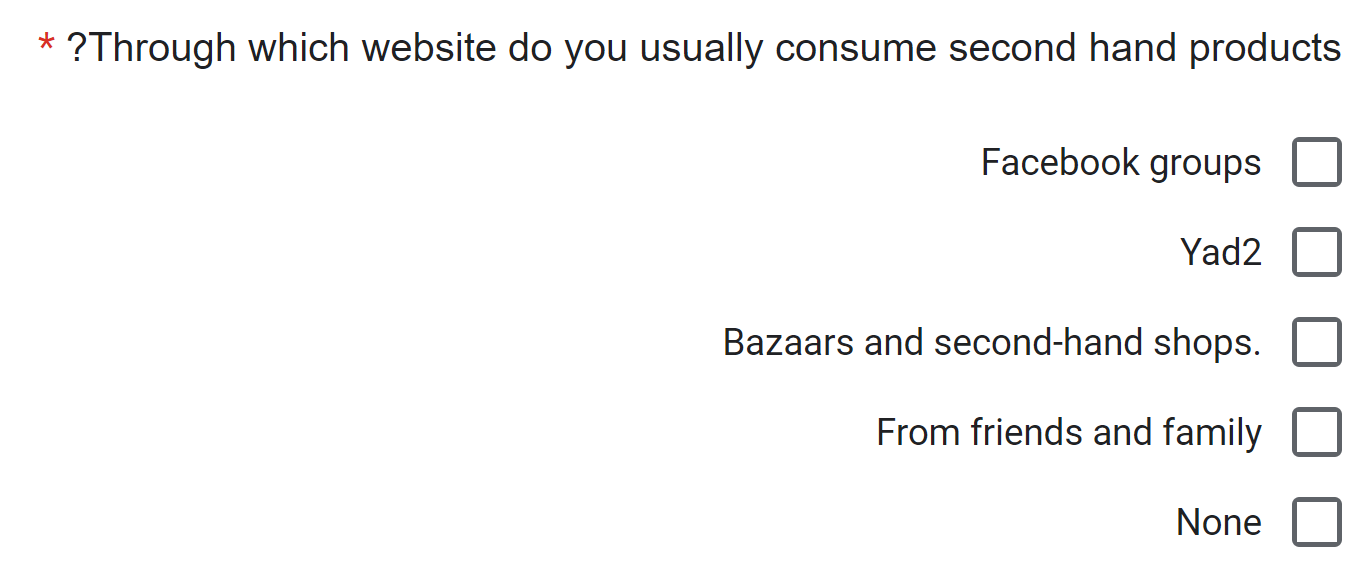 * ?Through which website do you usually consume second hand products
Facebook groups
Yad2
Bazaars and second-hand shops.
From friends and family
None